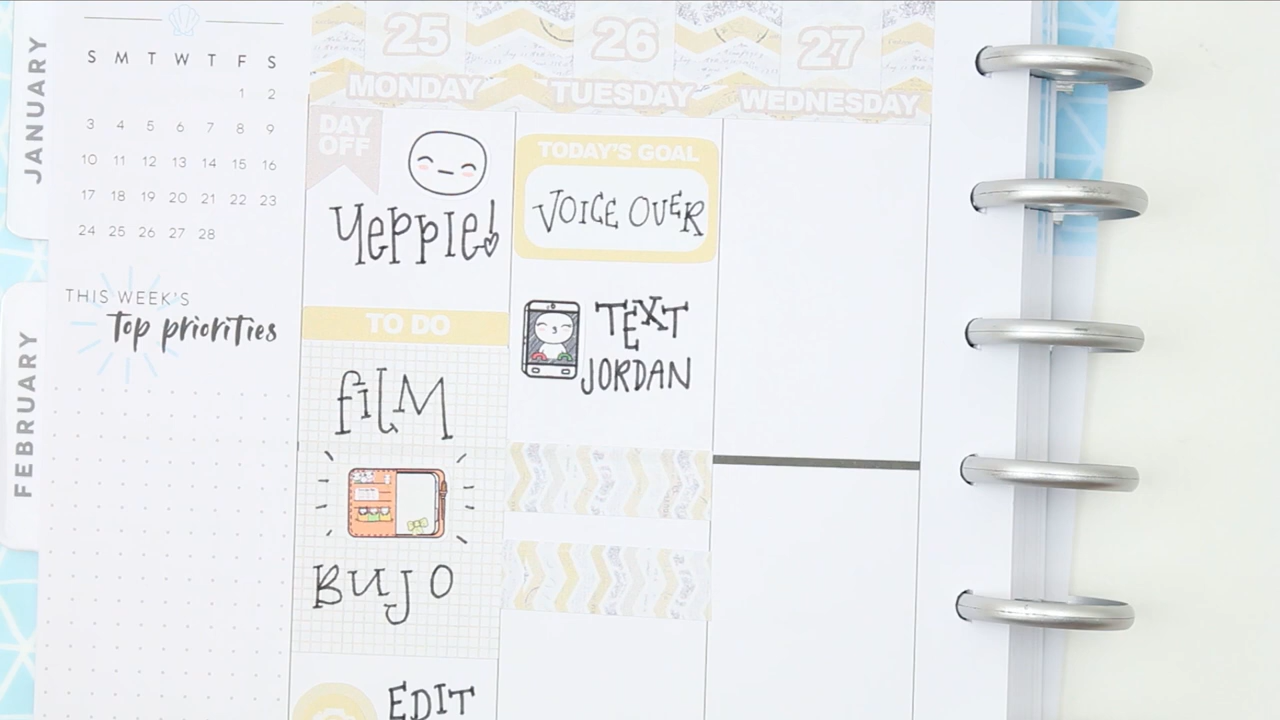 JANUARY
FEBRUARY
S M T W T F S
1 2
3 4 5 6 7 8 9
10 11 12 13 14 15 16
17 18 19 20 21 22 23
24 25 26 27 28
THIS WEEK'S
top priorities
25
MONDAY
DAY
OFF
YEPPIE!
TO DO
FILM
BUJO
EDIT
26
TUESDAY
TODAY'S GOAL
VOICE OVER
TEXT
JORDAN
27
WEDNESDAY